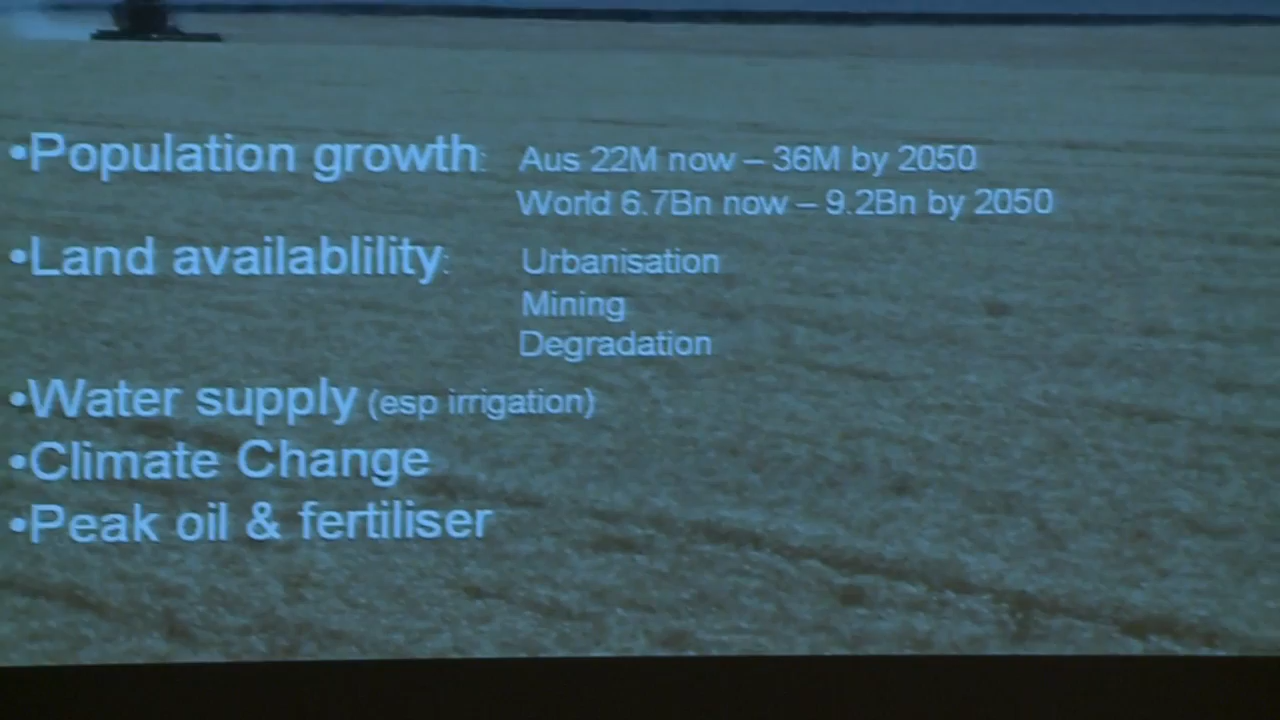 •Population growth: Aus 22M now – 36M by 2050
World 6.7Bn now – 9.2Bn by 2050
•Land availablility: Urbanisation
Mining
Degradation
•Water supply (esp irrigation)
•Climate Change
•Peak oil & fertiliser